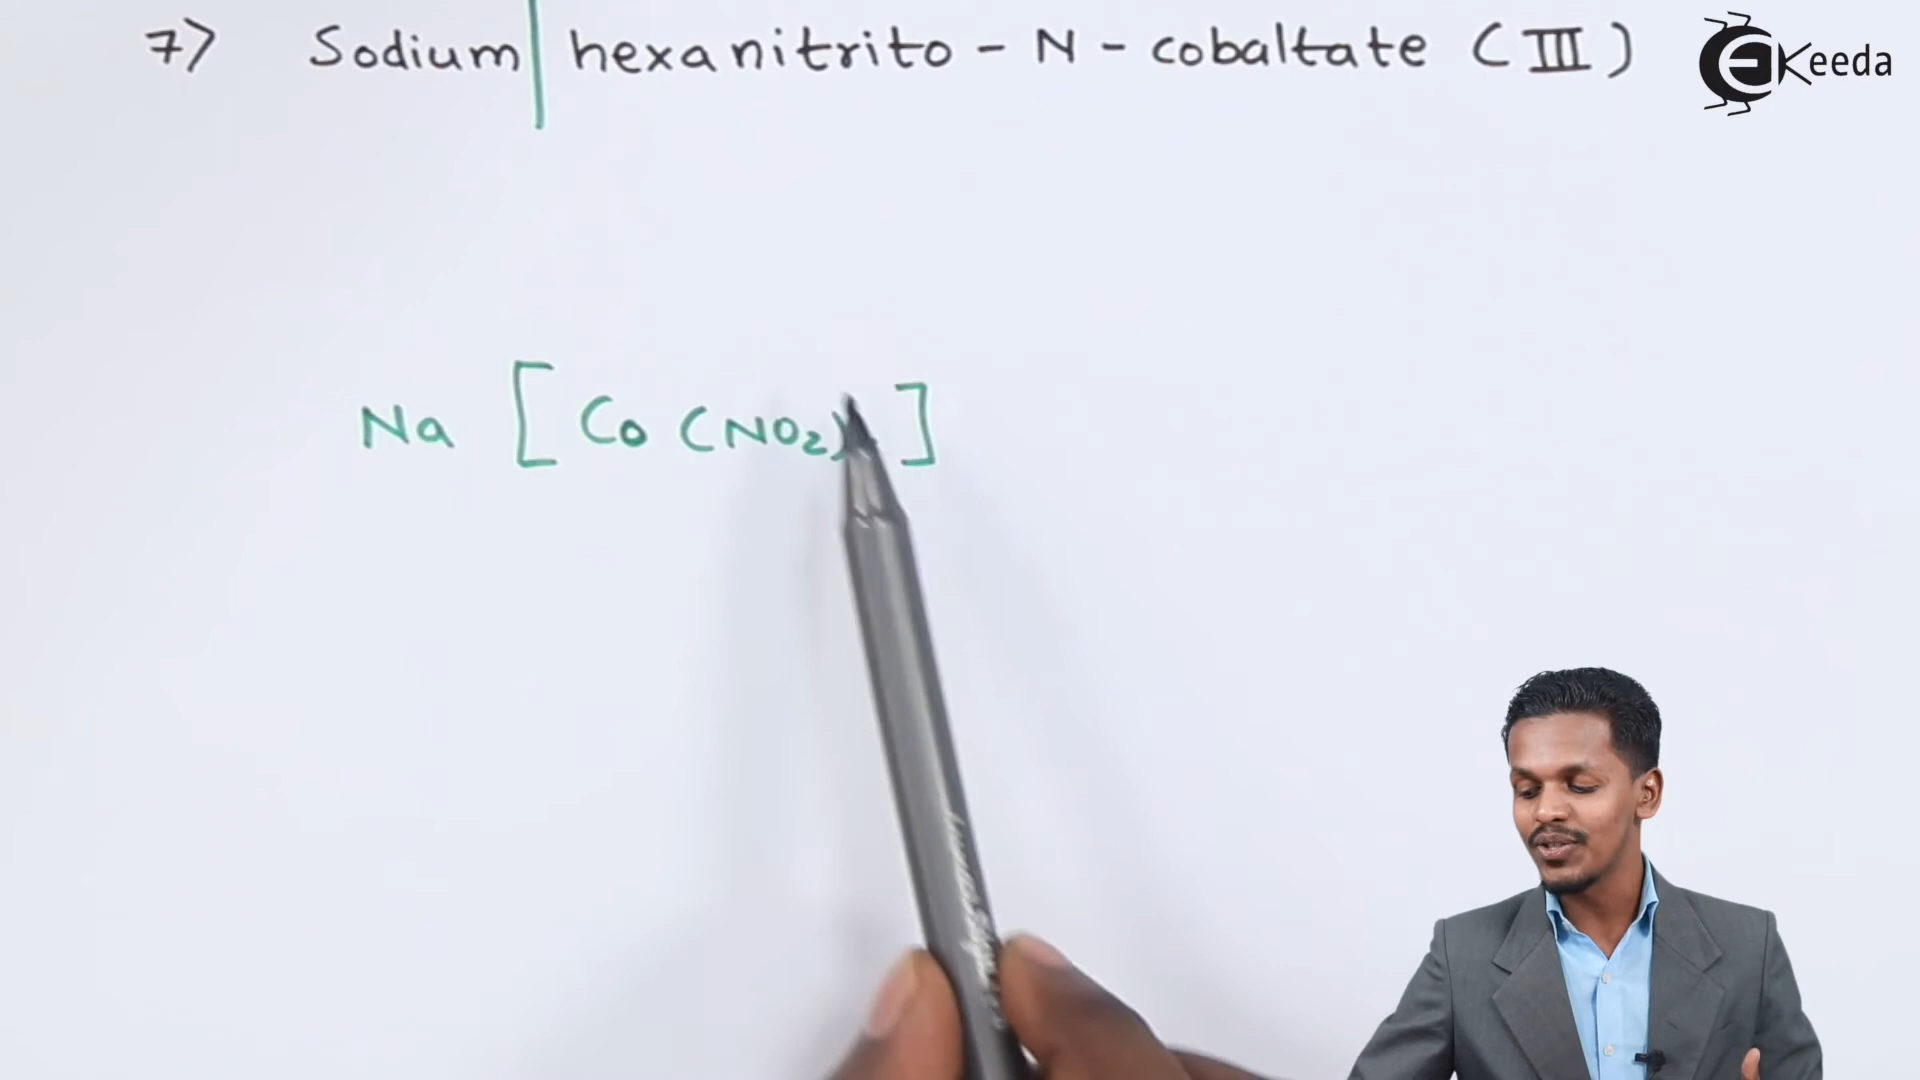 7) Sodium hexanitrito - N - cobaltate (III)
Keeda
Na [Co (NO₂) ]